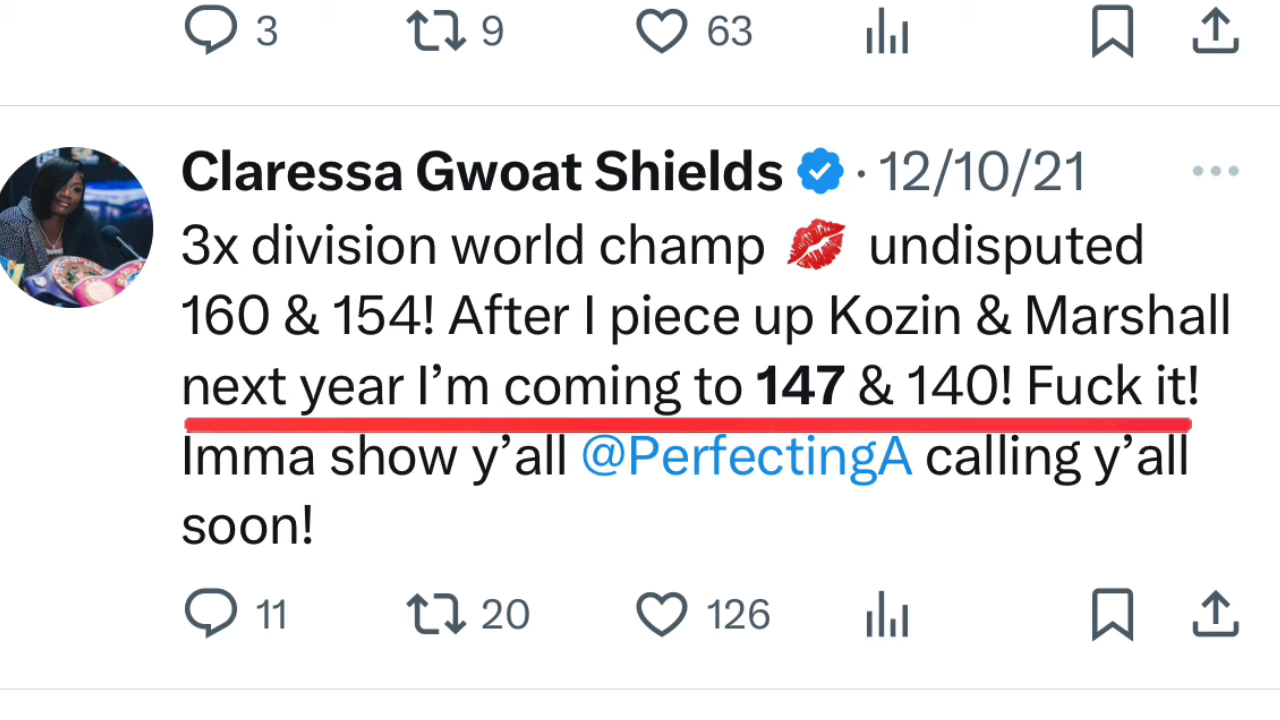 3 9 63
Claressa Gwoat Shields · 12/10/21
3x division world champ 💋 undisputed
160 & 154! After I piece up Kozin & Marshall
next year I’m coming to 147 & 140! Fuck it!
Imma show y’all @PerfectingA calling y’all
soon!
11 20 126